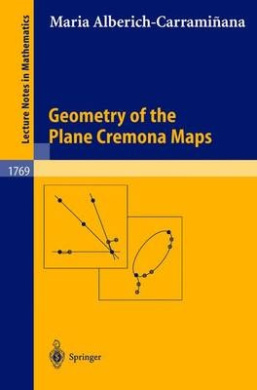 Maria Alberich-Carramiñana
Lecture Notes in Mathematics
Geometry of the
Plane Cremona Maps
1769
Springer